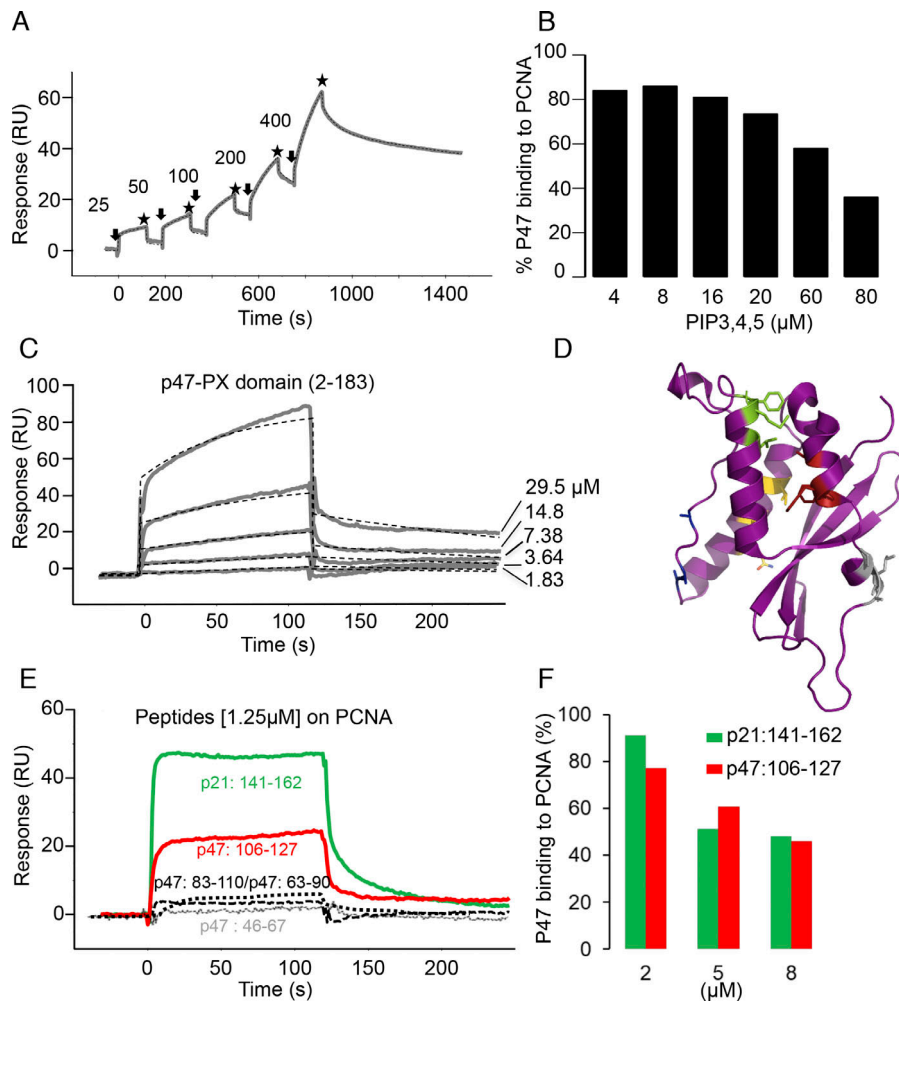 A
Response (RU)
60
40
20
0
25
50
100
200
400
0
200
600
1000
1400
Time (s)
B
% P47 binding to PCNA
100
80
60
40
20
0
4
8
16
20
60
80
PIP3,4,5 (µM)
C
p47-PX domain (2-183)
Response (RU)
100
80
60
40
20
0
29.5 µM
14.8
7.38
3.64
1.83
0
50
100
150
200
Time (s)
D
E
Peptides [1.25µM] on PCNA
Response (RU)
60
40
20
0
p21: 141-162
p47: 106-127
p47: 83-110/p47: 63-90
p47 : 46-67
0
50
100
200
Time (s)
F
P47 binding to PCNA (%)
100
80
60
40
20
0
p21:141-162
p47:106-127
2
5
8
(µM)